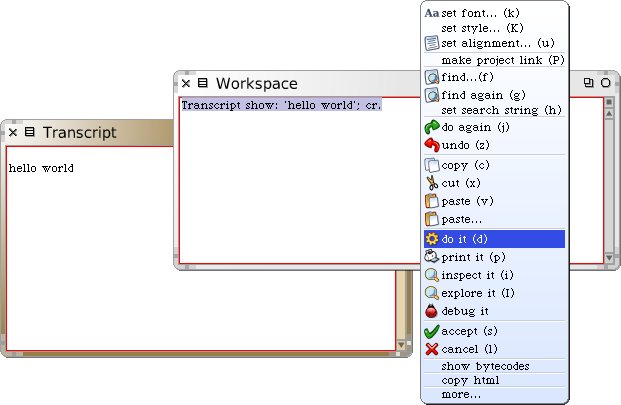 Transcript
hello world
Workspace
Transcript show: 'hello world'; cr.
set font... (k)
set style... (K)
set alignment... (u)
make project link (P)
find...(f)
find again (g)
set search string (h)
do again (j)
undo (z)
copy (c)
cut (x)
paste (v)
paste...
do it (d)
print it (p)
inspect it (i)
explore it (I)
debug it
accept (s)
cancel (l)
show bytecodes
copy html
more...